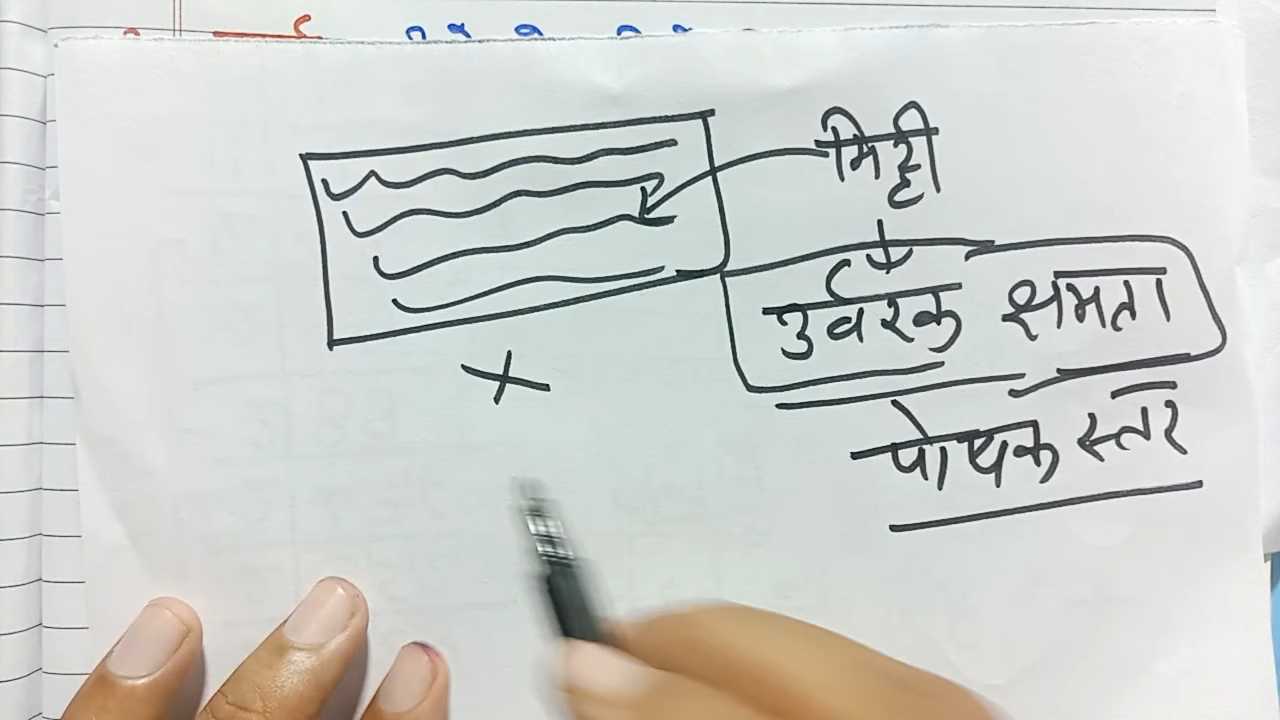 मिट्टी
उर्वरक क्षमता
पोषक स्तर